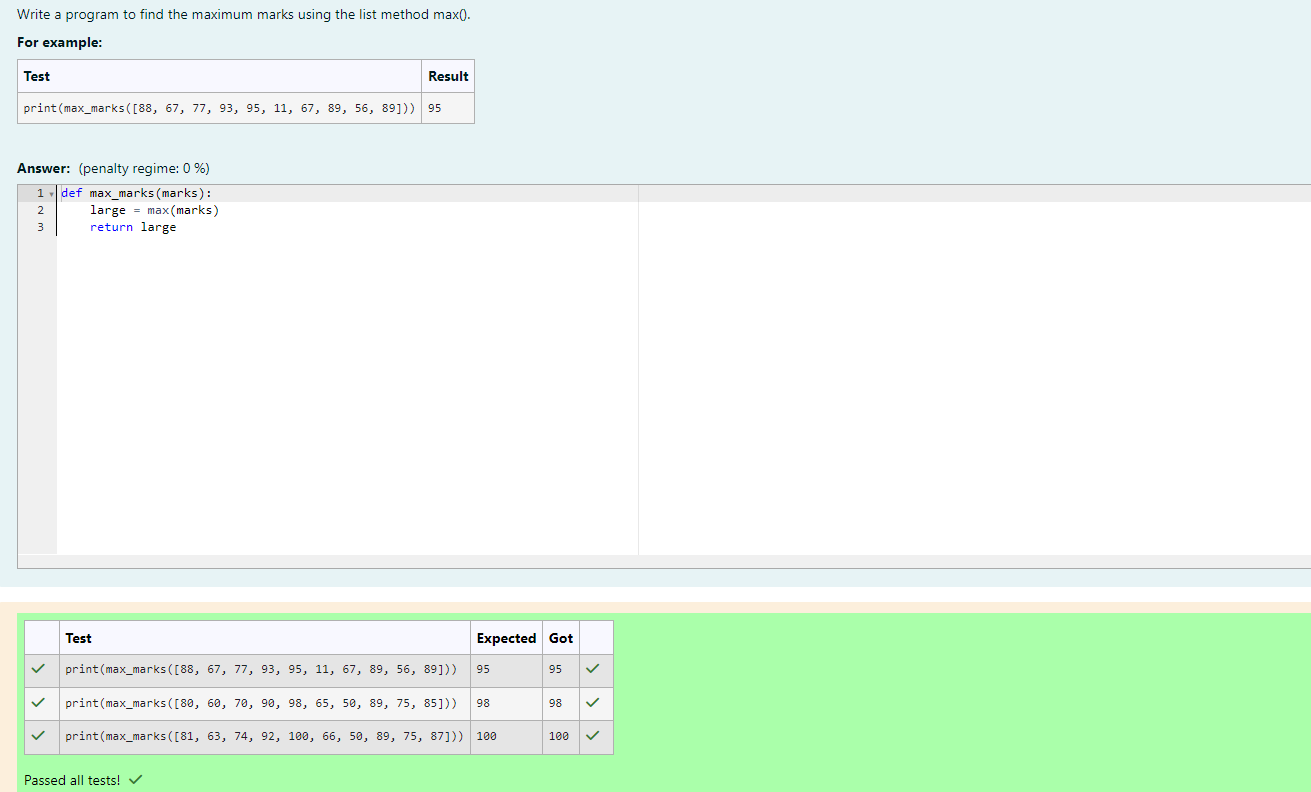 Write a program to find the maximum marks using the list method max().
For example:
Test Result
print(max_marks([88, 67, 77, 93, 95, 11, 67, 89, 56, 89])) 95
Answer: (penalty regime: 0 %)
1 def max_marks(marks):
2 large = max(marks)
3 return large
Test Expected Got
print(max_marks([88, 67, 77, 93, 95, 11, 67, 89, 56, 89])) 95 95
print(max_marks([80, 60, 70, 90, 98, 65, 50, 89, 75, 85])) 98 98
print(max_marks([81, 63, 74, 92, 100, 66, 50, 89, 75, 87])) 100 100
Passed all tests!